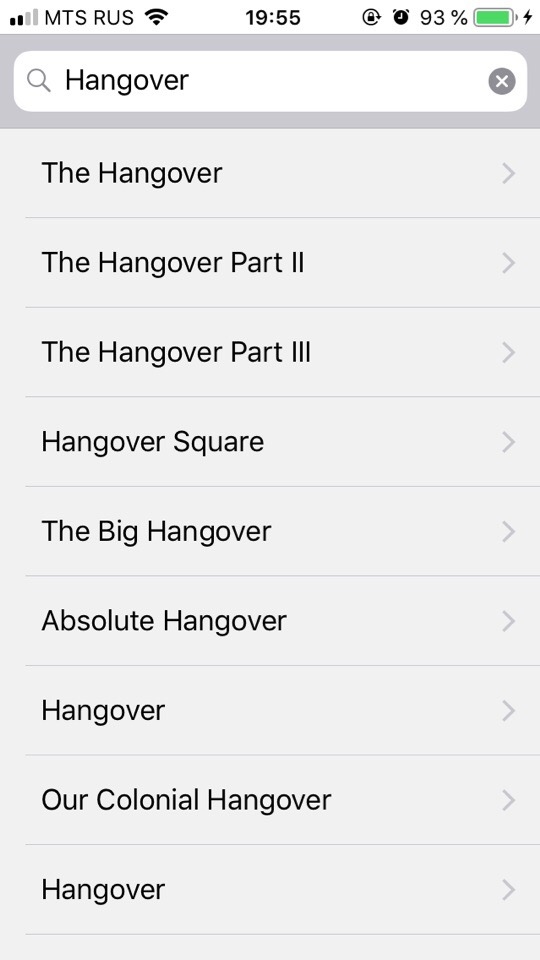 MTS RUS 19:55 93 %
Hangover
The Hangover
The Hangover Part II
The Hangover Part III
Hangover Square
The Big Hangover
Absolute Hangover
Hangover
Our Colonial Hangover
Hangover